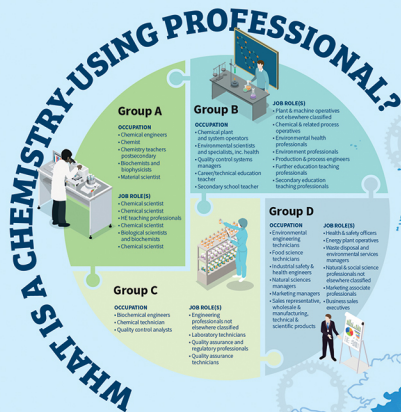 WHAT IS A CHEMISTRY-USING PROFESSIONAL?
Group A
OCCUPATION
• Chemical engineers
• Chemist
• Chemistry teachers
postsecondary
• Biochemists and
biophysicists
• Material scientist
JOB ROLE(S)
• Chemical scientist
• Chemical scientist
• HE teaching professionals
• Chemical scientist
• Biological scientists
and biochemists
• Chemical scientist
Group B
OCCUPATION
• Chemical plant
and system operators
• Environmental scientists
and specialists, inc. health
• Quality control systems
managers
• Career/technical education
teacher
• Secondary school teacher
JOB ROLE(S)
• Plant & machine operatives
not elsewhere classified
• Chemical & related process
operatives
• Environmental health
professionals
• Environment professionals
• Production & process engineers
• Further education teaching
professionals
• Secondary education
teaching professionals
Group C
OCCUPATION
• Biochemical engineers
• Chemical technician
• Quality control analysts
JOB ROLE(S)
• Engineering
professionals not
elsewhere classified
• Laboratory technicians
• Quality assurance and
regulatory professionals
• Quality assurance
technicians
Group D
OCCUPATION
• Environmental
engineering
technicians
• Food science
technicians
• Industrial safety &
health engineers
• Natural sciences
managers
• Marketing managers
• Sales representative,
wholesale &
manufacturing,
technical &
scientific products
JOB ROLE(S)
• Health & safety officers
• Energy plant operatives
• Waste disposal and
environmental services
managers
• Natural & social science
professionals not
elsewhere classified
• Marketing associate
professionals
• Business sales
executives